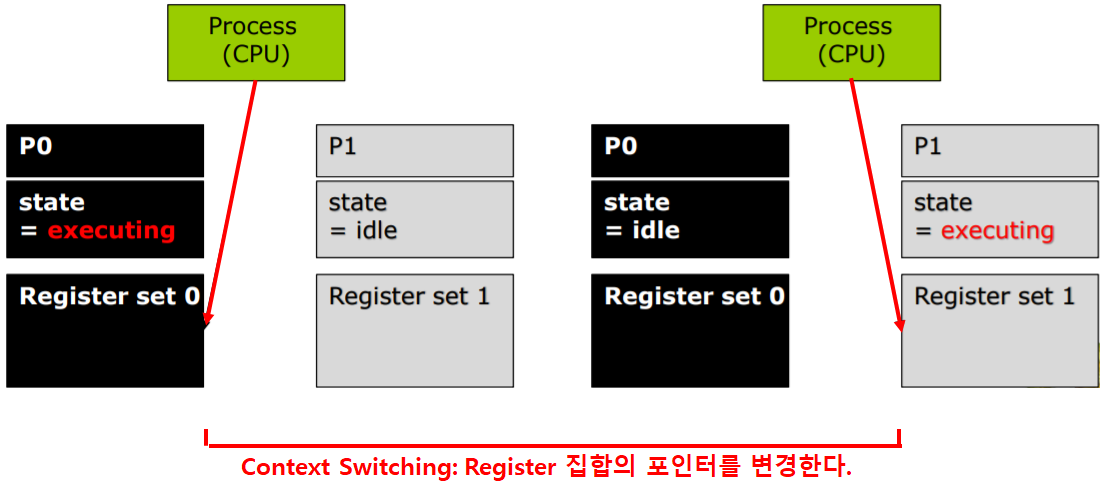 Process
(CPU)
Process
(CPU)
P0
P1
P0
P1
state
= executing
state
= idle
state
= idle
state
= executing
Register set 0
Register set 1
Register set 0
Register set 1
Context Switching: Register 집합의 포인터를 변경한다.